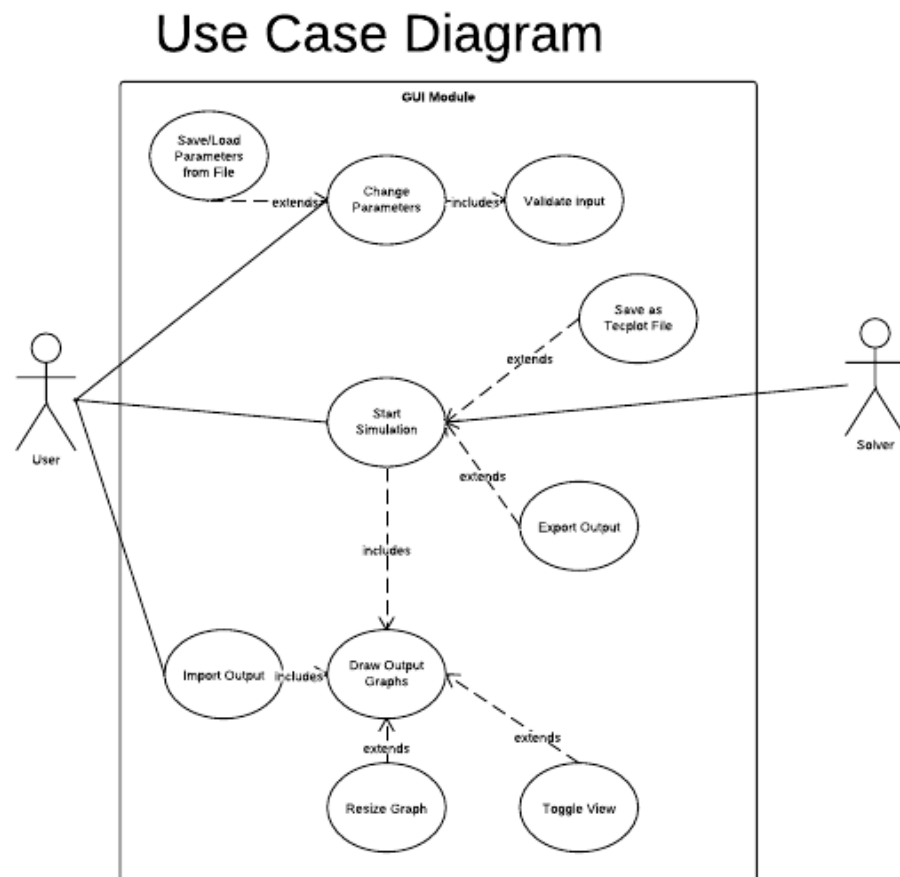 Use Case Diagram
GUI Module
Save/Load
Parameters
from File
extends
Change
Parameters
includes
Validate input
Save as
Tecplot File
extends
User
Start
Simulation
Solver
extends
Export Output
includes
Import Output
includes
Draw Output
Graphs
extends
extends
Resize Graph
Toggle View